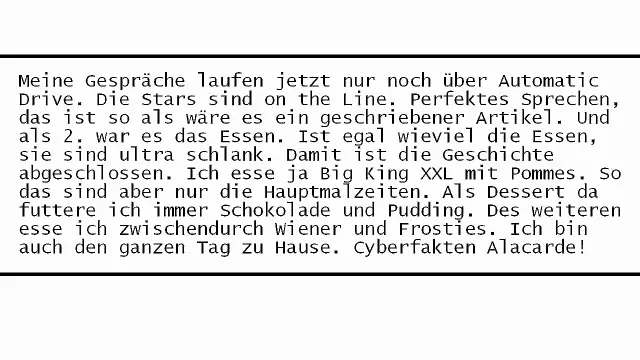 Meine Gespräche laufen jetzt nur noch über Automatic
Drive. Die Stars sind on the Line. Perfektes Sprechen,
das ist so als wäre es ein geschriebener Artikel. Und
als 2. war es das Essen. Ist egal wieviel die Essen,
sie sind ultra schlank. Damit ist die Geschichte
abgeschlossen. Ich esse ja Big King XXL mit Pommes. So
das sind aber nur die Hauptmalzeiten. Als Dessert da
futtere ich immer Schokolade und Pudding. Des weiteren
esse ich zwischendurch Wiener und Frosties. Ich bin
auch den ganzen Tag zu Hause. Cyberfakten Alacarde!